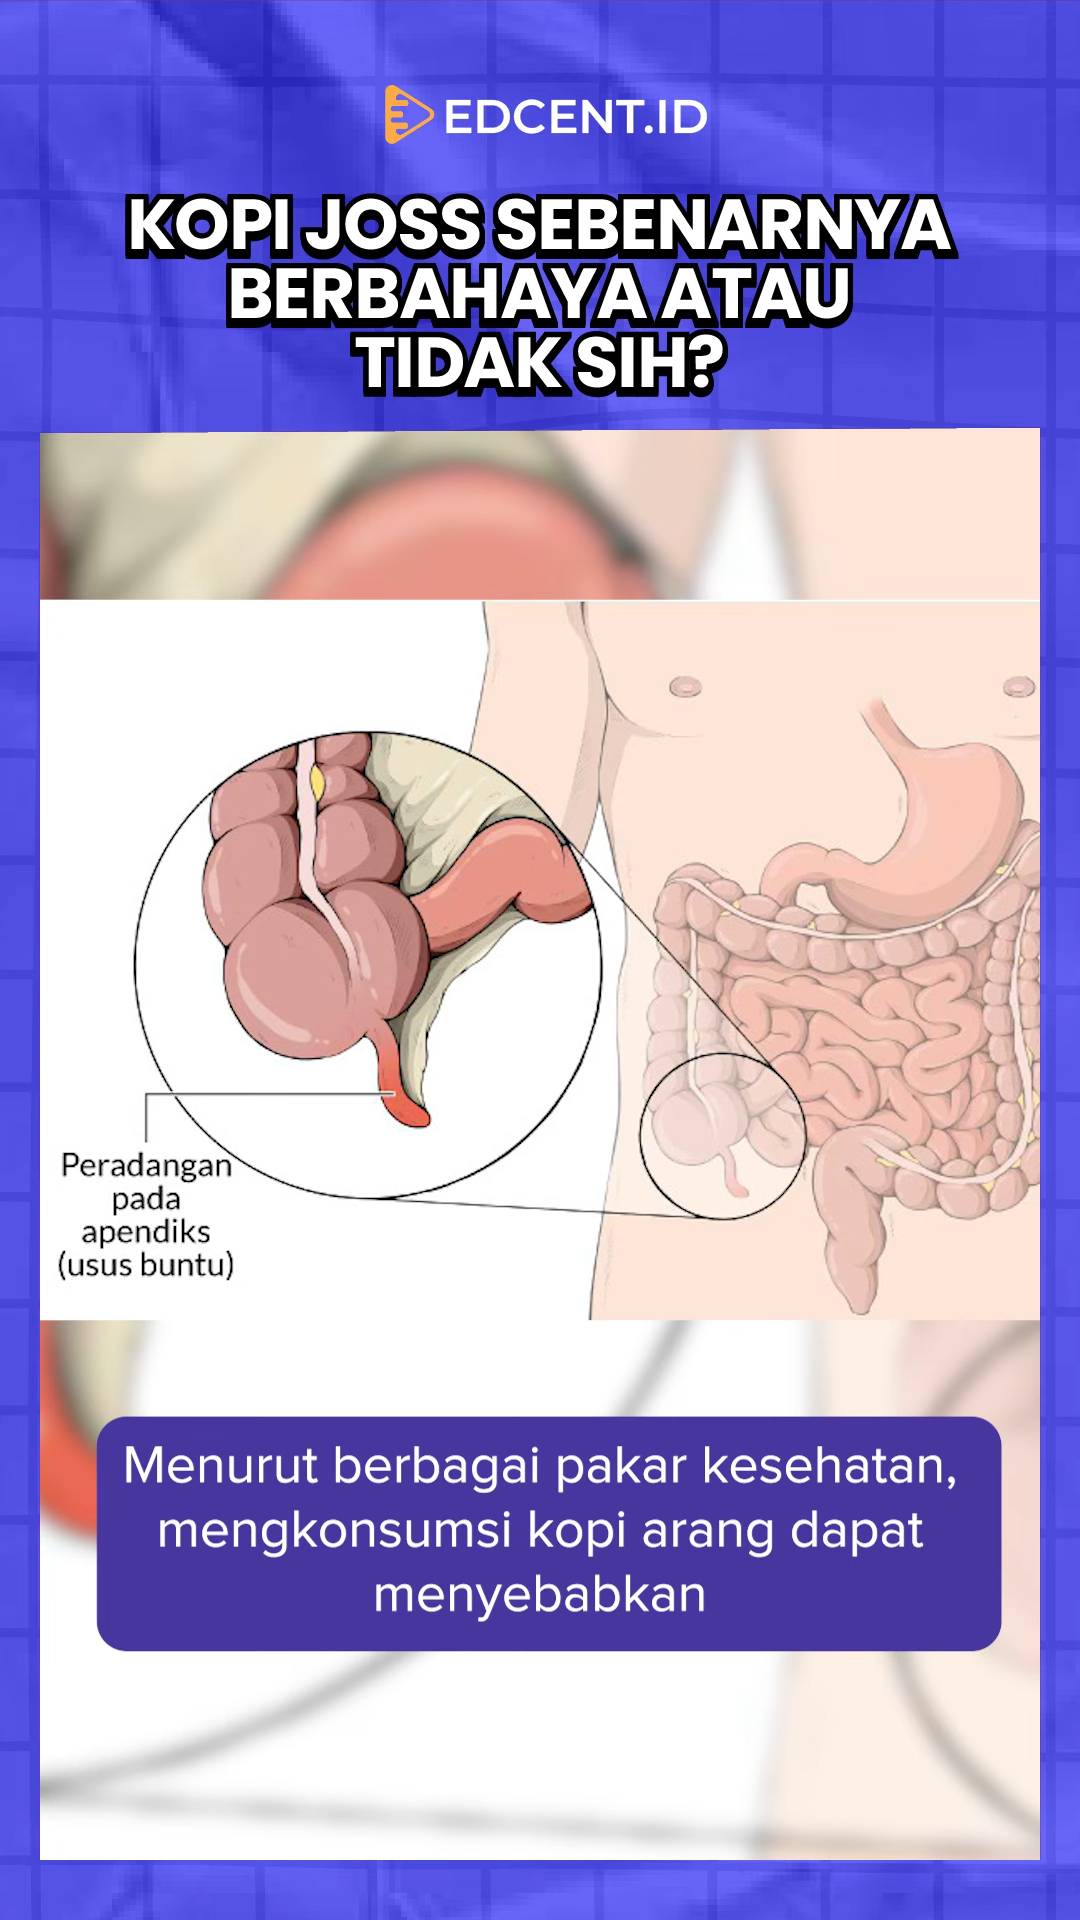 EDCENT.ID
KOPI JOSS SEBENARNYA
BERBAHAYA ATAU
TIDAK SIH?
Peradangan
pada
apendiks
(usus buntu)
Menurut berbagai pakar kesehatan,
mengkonsumsi kopi arang dapat
menyebabkan